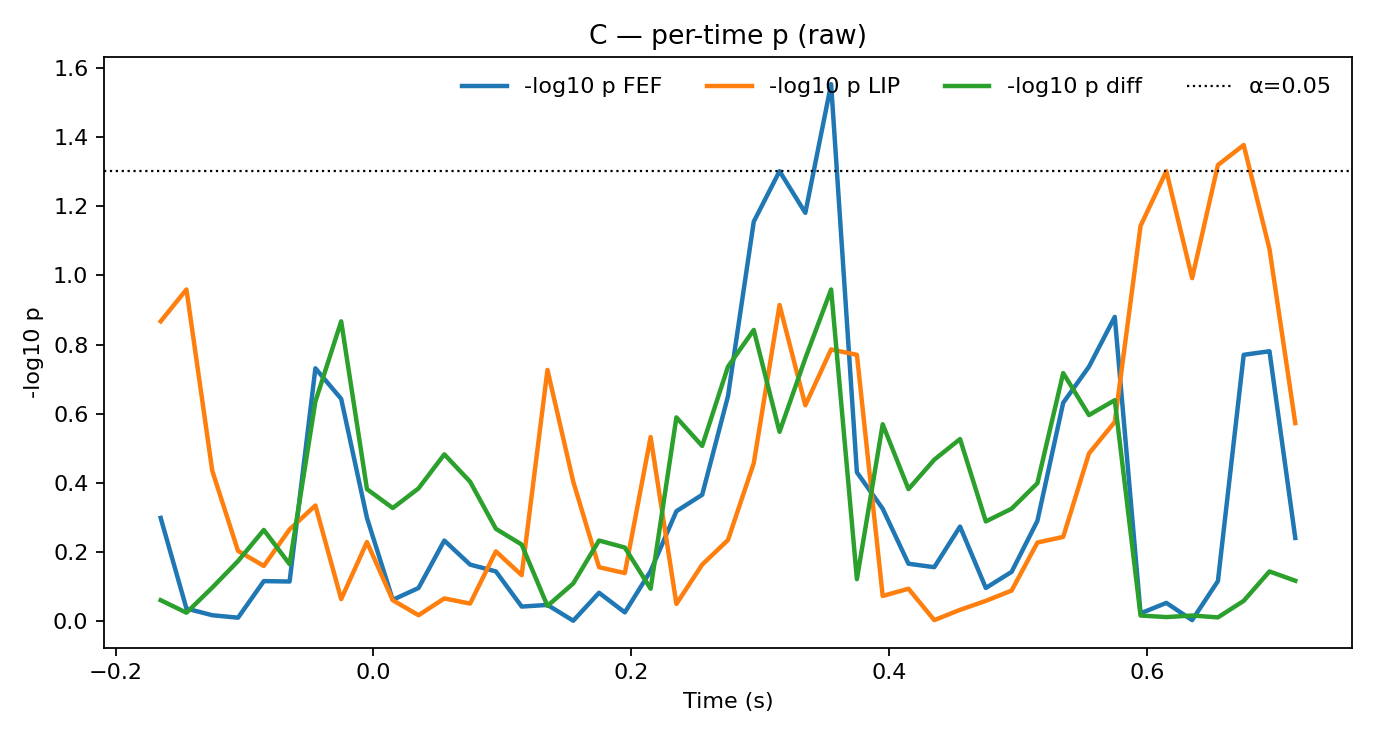 C — per-time p (raw)
-log10 p FEF
-log10 p LIP
-log10 p diff
α=0.05
-log10 p
1.6
1.4
1.2
1.0
0.8
0.6
0.4
0.2
0.0
−0.2
0.0
0.2
0.4
0.6
Time (s)